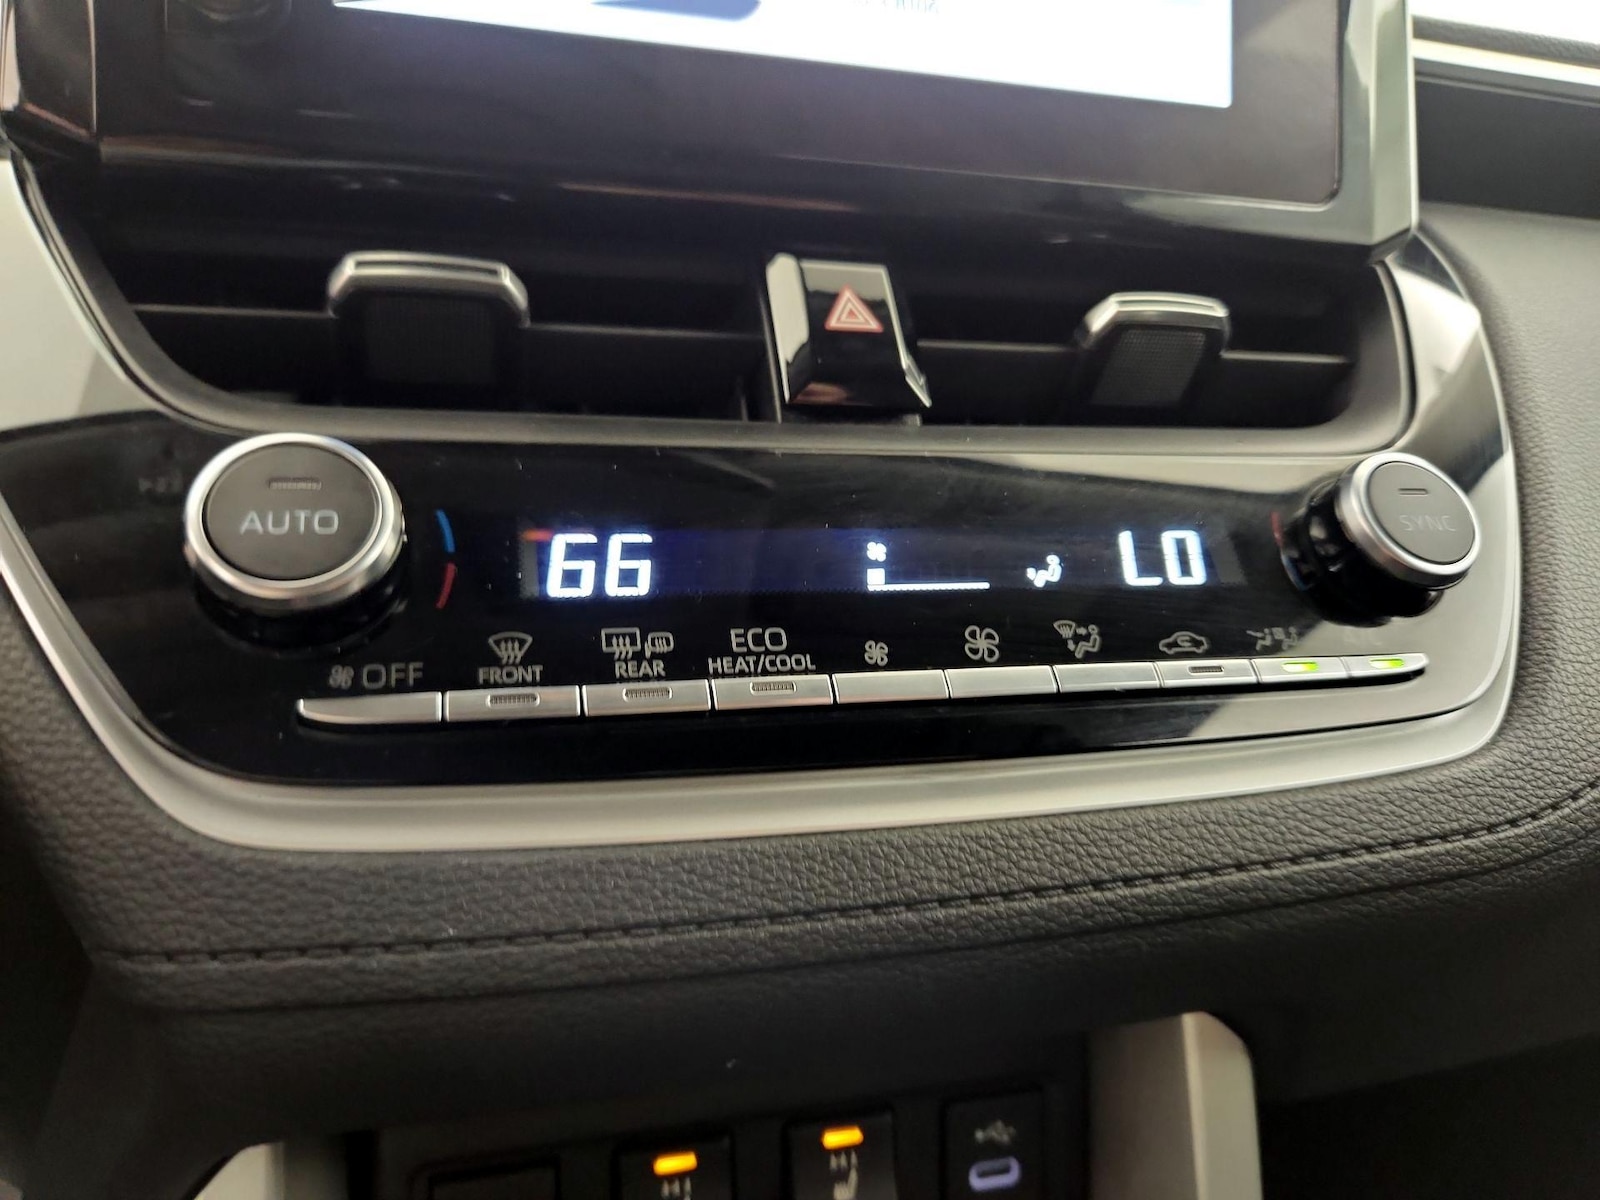 AUTO
66
LO
SYNC
OFF
FRONT
REAR
ECO
HEAT/COOL